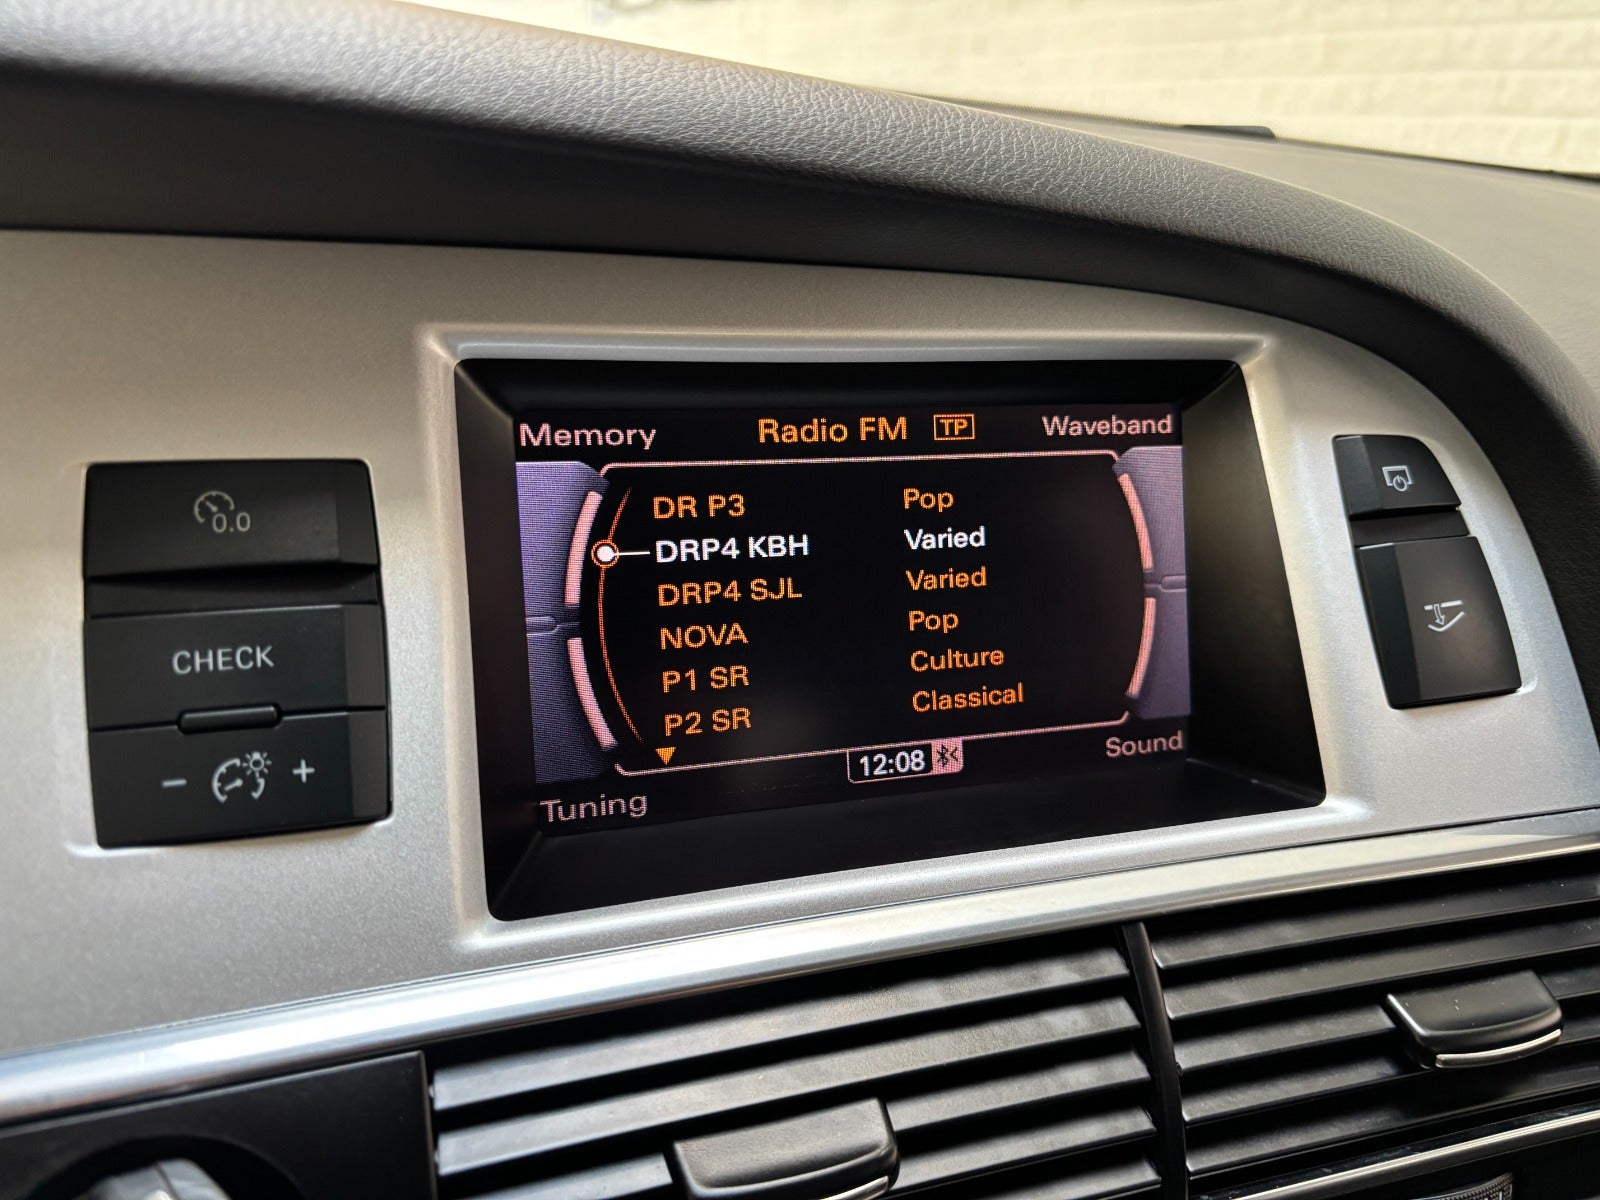 Memory Radio FM TP Waveband
DR P3 Pop
DRP4 KBH Varied
DRP4 SJL Varied
NOVA Pop
P1 SR Culture
P2 SR Classical
12:08
Sound
Tuning
0.0
CHECK
− +